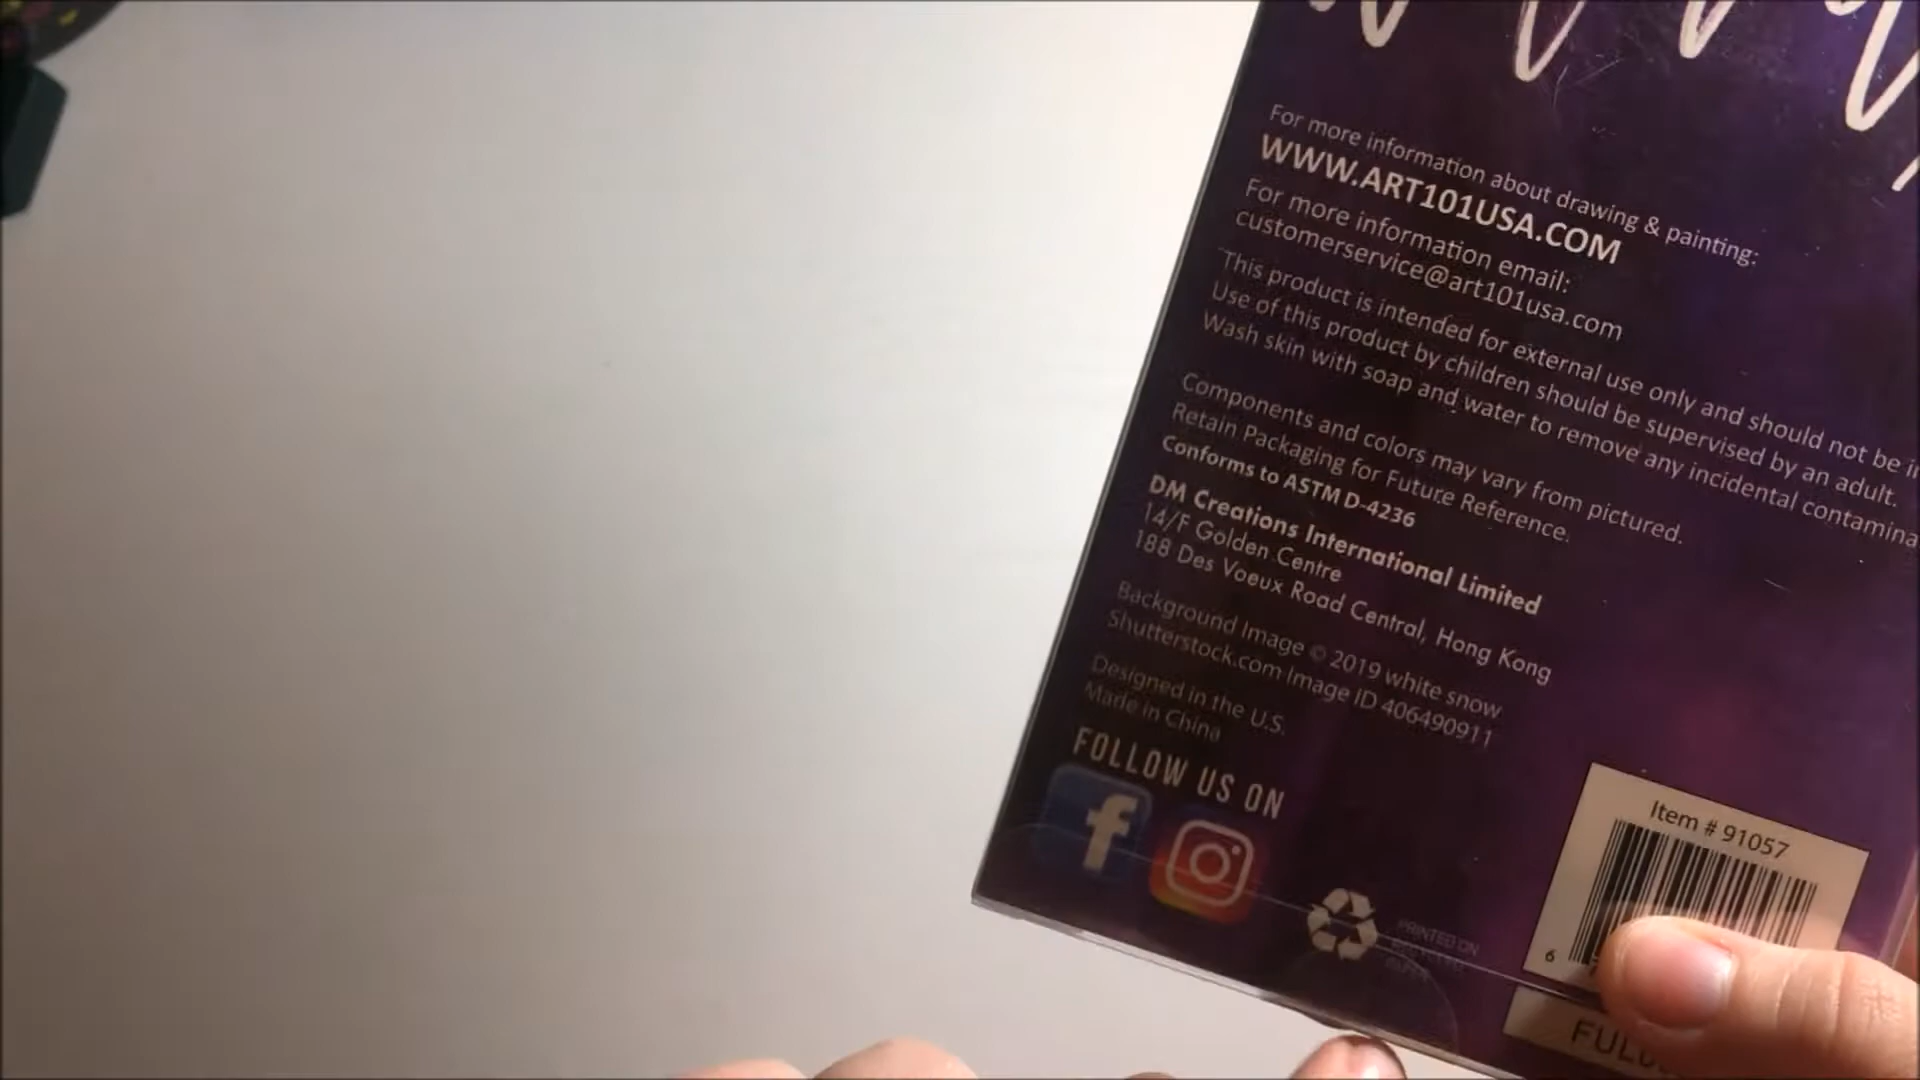 For more information about drawing & painting:
WWW.ART101USA.COM
For more information email:
customerservice@art101usa.com
This product is intended for external use only and should not be
Use of this product by children should be supervised by an adult.
Wash skin with soap and water to remove any incidental
Components and colors may vary from pictured.
Retain Packaging for Future Reference.
Conforms to ASTM D-4236
DM Creations International Limited
14/F Golden Centre
188 Des Voeux Road Central, Hong Kong
Background Image © 2019 white snow
Shutterstock.com Image ID 406490911
Designed in the U.S.
Made in China
FOLLOW US ON
PRINTED ON
Item # 91057
6